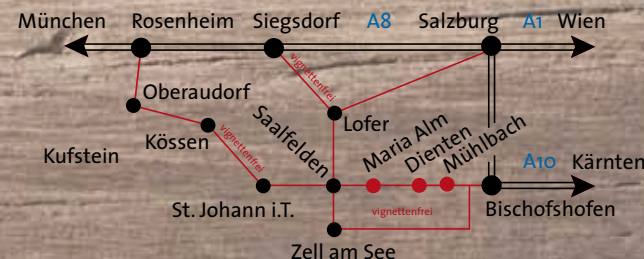 München Rosenheim Siegsdorf A8 Salzburg A1 Wien
vignettenfrei
Oberaudorf
Lofer
Kössen
vignettenfrei
Saalfelden
Maria Alm
Dienten
Mühlbach
Kufstein
A10 Kärnten
St. Johann i.T.
vignettenfrei
Bischofshofen
Zell am See